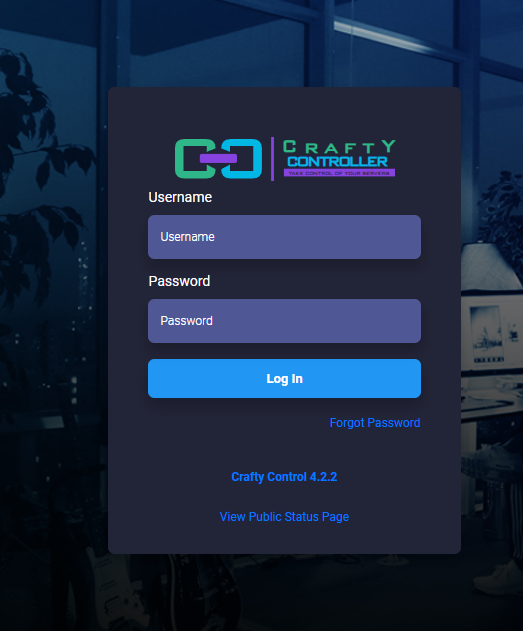 CRAFTY
CONTROLLER
TAKE CONTROL OF YOUR SERVERS
Username
Username
Password
Password
Log In
Forgot Password
Crafty Control 4.2.2
View Public Status Page